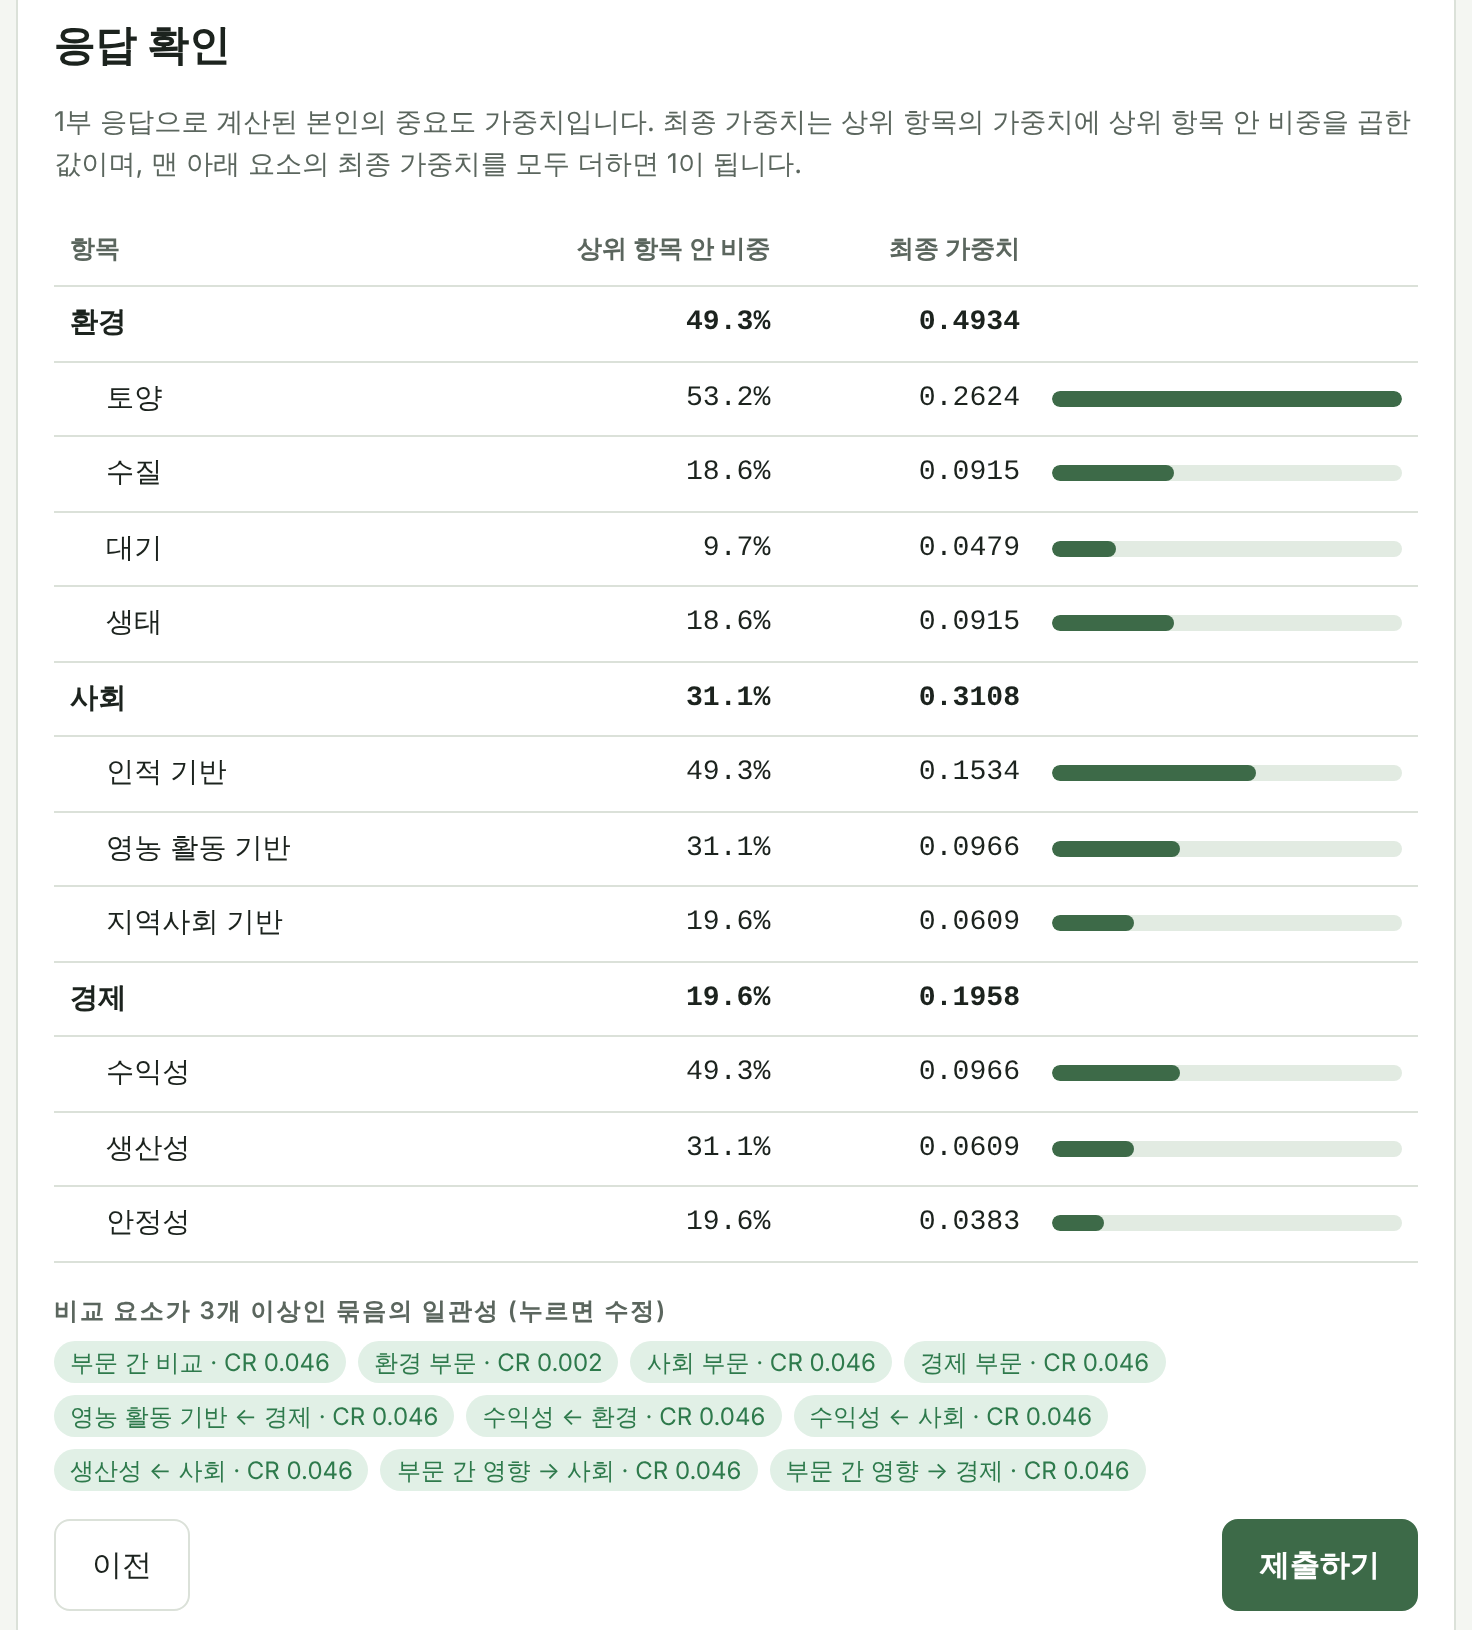 응답 확인
1부 응답으로 계산된 본인의 중요도 가중치입니다. 최종 가중치는 상위 항목의 가중치에 상위 항목 안 비중을 곱한
값이며, 맨 아래 요소의 최종 가중치를 모두 더하면 1이 됩니다.
항목 상위 항목 안 비중 최종 가중치
환경 49.3% 0.4934
토양 53.2% 0.2624
수질 18.6% 0.0915
대기 9.7% 0.0479
생태 18.6% 0.0915
사회 31.1% 0.3108
인적 기반 49.3% 0.1534
영농 활동 기반 31.1% 0.0966
지역사회 기반 19.6% 0.0609
경제 19.6% 0.1958
수익성 49.3% 0.0966
생산성 31.1% 0.0609
안정성 19.6% 0.0383
비교 요소가 3개 이상인 묶음의 일관성 (누르면 수정)
부문 간 비교 · CR 0.046 환경 부문 · CR 0.002 사회 부문 · CR 0.046 경제 부문 · CR 0.046
영농 활동 기반 ← 경제 · CR 0.046 수익성 ← 환경 · CR 0.046 수익성 ← 사회 · CR 0.046
생산성 ← 사회 · CR 0.046 부문 간 영향 → 사회 · CR 0.046 부문 간 영향 → 경제 · CR 0.046
이전 제출하기